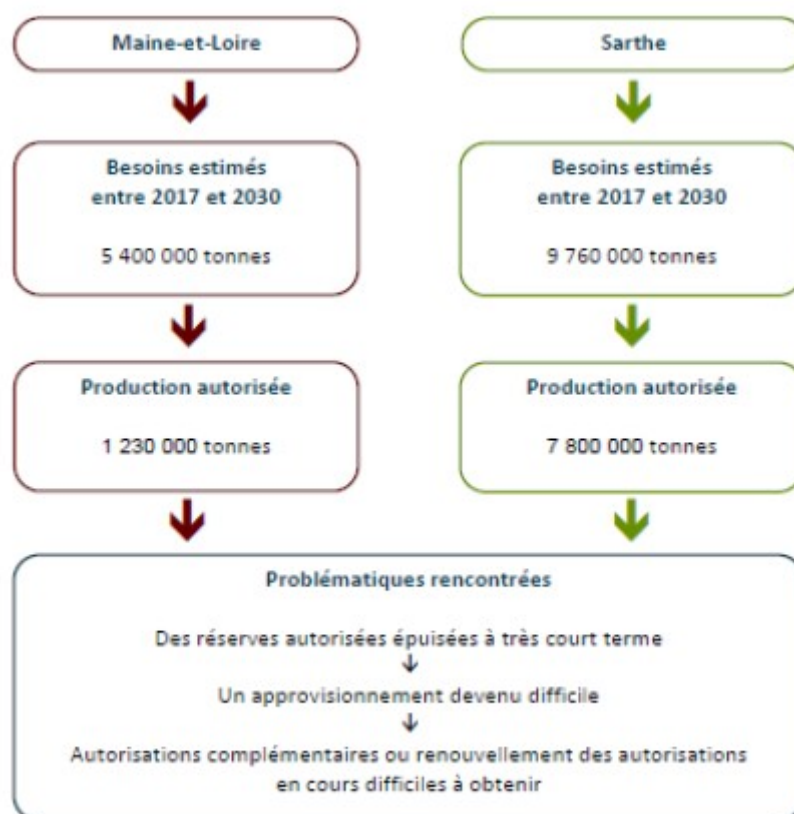 Maine-et-Loire
Sarthe
Besoins estimés
entre 2017 et 2030
5 400 000 tonnes
Besoins estimés
entre 2017 et 2030
9 760 000 tonnes
Production autorisée
1 230 000 tonnes
Production autorisée
7 800 000 tonnes
Problématiques rencontrées
Des réserves autorisées épuisées à très court terme
Un approvisionnement devenu difficile
Autorisations complémentaires ou renouvellement des autorisations
en cours difficiles à obtenir